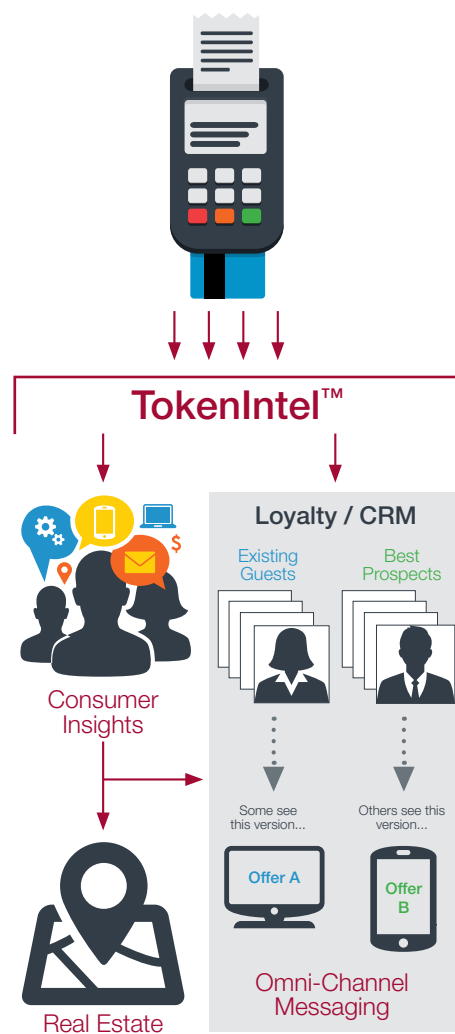 TokenIntel™
$
Consumer
Insights
Real Estate
Loyalty / CRM
Existing
Guests
Best
Prospects
Some see
this version...
Others see this
version...
Offer A
Offer
B
Omni-Channel
Messaging